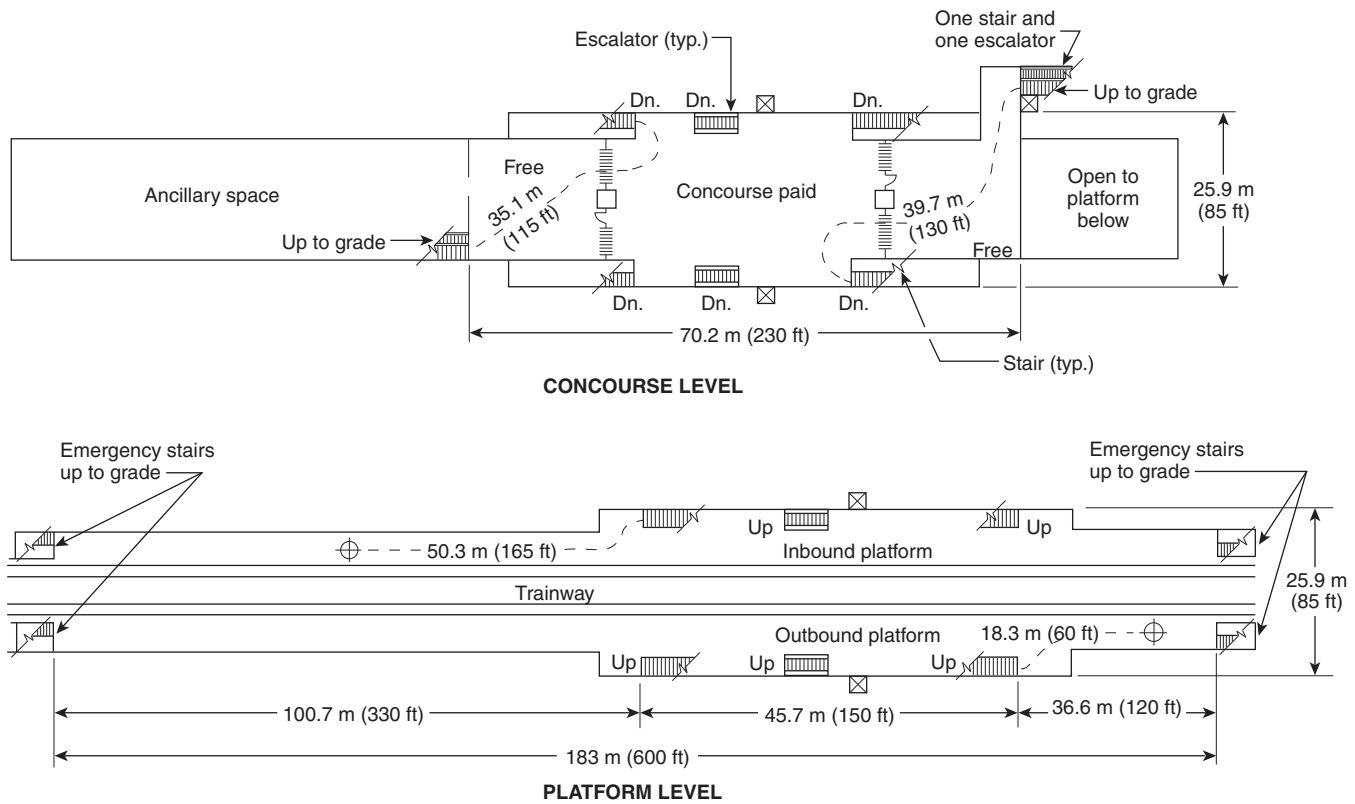 One stair and
one escalator
Escalator (typ.)
Up to grade
Dn.
Dn.
Dn.
Free
Ancillary space
Concourse paid
Open to
platform
below
25.9 m
(85 ft)
35.1 m
(115 ft)
39.7 m
(130 ft)
Up to grade
Free
Dn.
Dn.
Dn.
70.2 m (230 ft)
Stair (typ.)
CONCOURSE LEVEL
Emergency stairs
up to grade
Emergency stairs
up to grade
Up
Up
50.3 m (165 ft)
Inbound platform
Trainway
25.9 m
(85 ft)
Outbound platform
18.3 m (60 ft)
Up
Up
Up
100.7 m (330 ft)
45.7 m (150 ft)
36.6 m (120 ft)
183 m (600 ft)
PLATFORM LEVEL